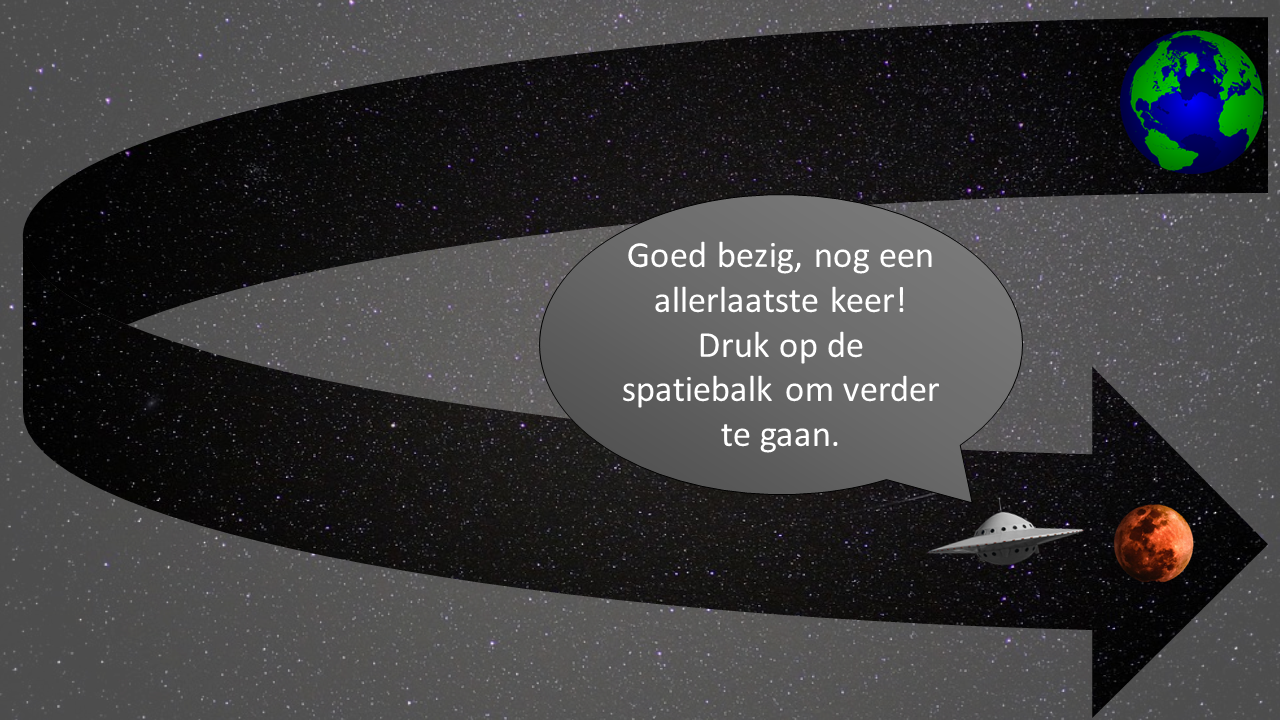 Goed bezig, nog een
allerlaatste keer!
Druk op de
spatiebalk om verder
te gaan.